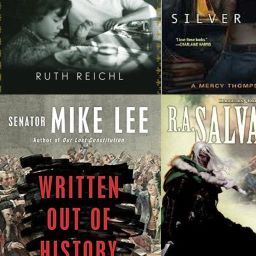 RUTH REICHL
SILVER
"I love these books."
—CHARLAINE HARRIS
A MERCY THOMPS
SENATOR MIKE LEE
Author of Our Lost Constitution
WRITTEN
OUT OF
HISTORY
R.A. SALVA